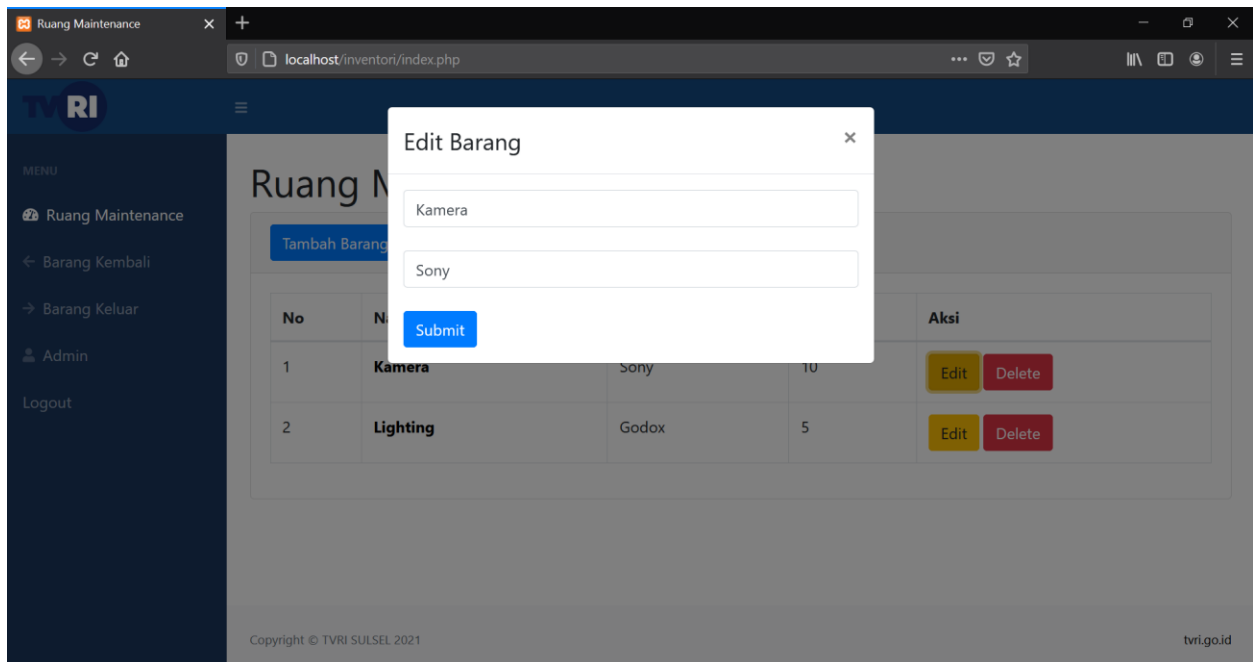 Ruang Maintenance
localhost/inventori/index.php
TVRI
MENU
Ruang Maintenance
Barang Kembali
Barang Keluar
Admin
Logout
Edit Barang
Kamera
Sony
Submit
Ruang
Tambah Barang
No Aksi
1 Kamera Sony 10 Edit Delete
2 Lighting Godox 5 Edit Delete
Copyright © TVRI SULSEL 2021 tvri.go.id